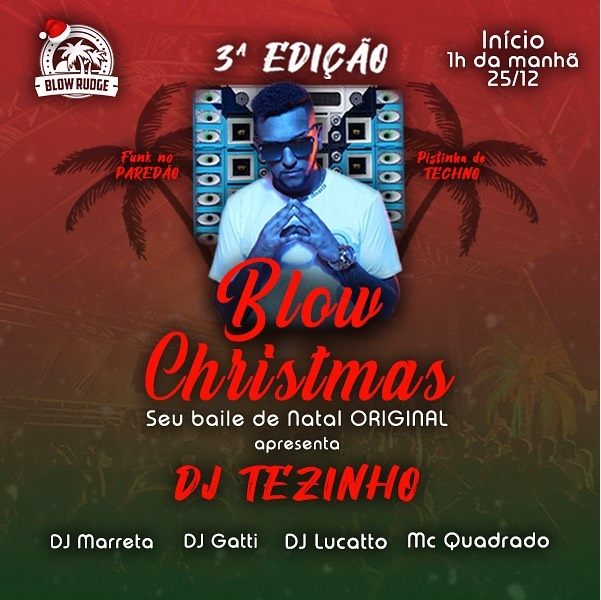 BLOW RUDGE
3ª EDIÇÃO
Início
1h da manhã
25/12
Funk no
PAREDÃO
Pistinha de
TECHNO
Blow
Christmas
Seu baile de Natal ORIGINAL
apresenta
DJ TEZINHO
DJ Marreta DJ Gatti DJ Lucatto Mc Quadrado